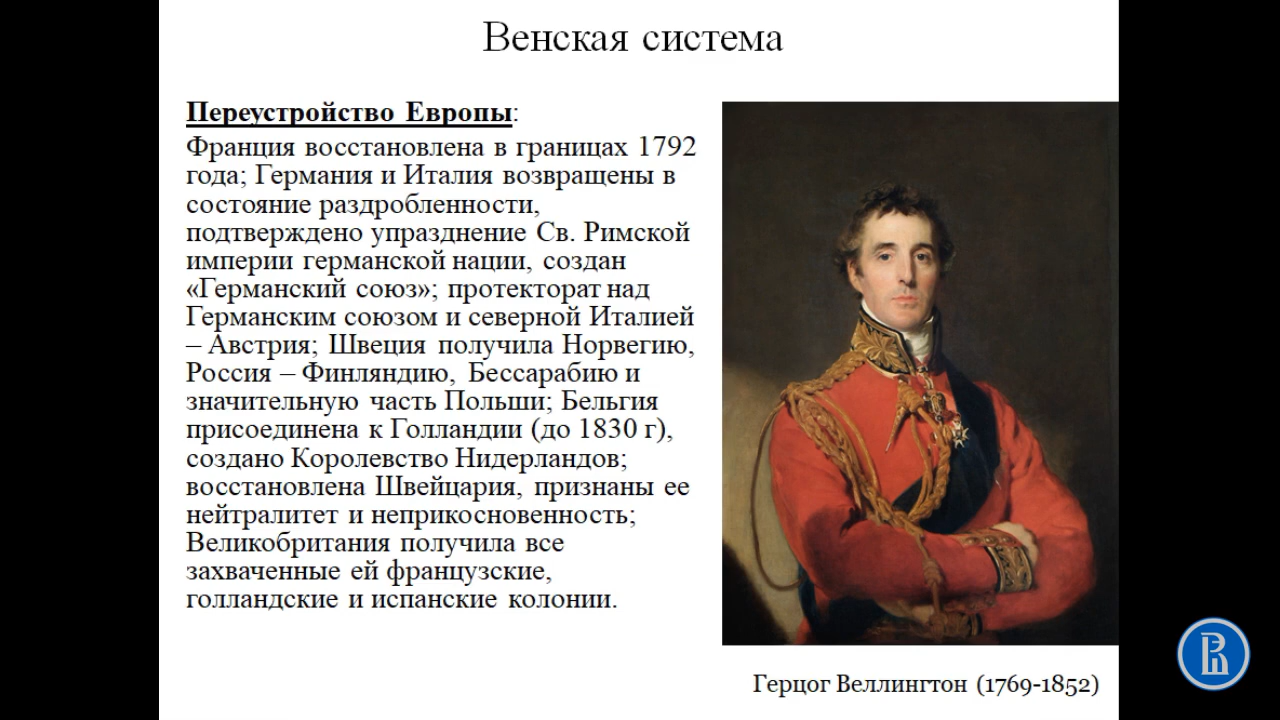 Венская система
Переустройство Европы:
Франция восстановлена в границах 1792
года; Германия и Италия возвращены в
состояние раздробленности,
подтверждено упразднение Св. Римской
империи германской нации, создан
«Германский союз»; протекторат над
Германским союзом и северной Италией
– Австрия; Швеция получила Норвегию,
Россия – Финляндию, Бессарабию и
значительную часть Польши; Бельгия
присоединена к Голландии (до 1830 г),
создано Королевство Нидерландов;
восстановлена Швейцария, признаны ее
нейтралитет и неприкосновенность;
Великобритания получила все
захваченные ей французские,
голландские и испанские колонии.
Герцог Веллингтон (1769-1852)